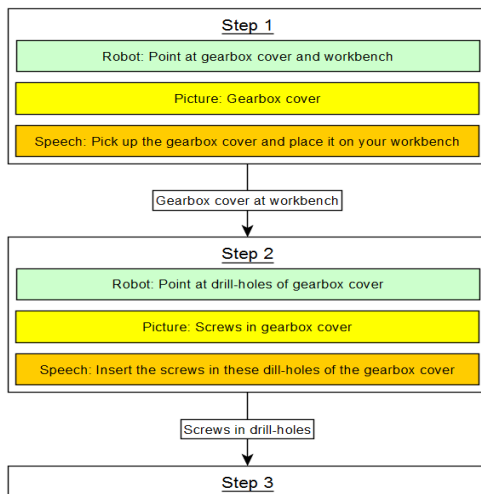 Step 1
Robot: Point at gearbox cover and workbench
Picture: Gearbox cover
Speech: Pick up the gearbox cover and place it on your workbench
Gearbox cover at workbench
Step 2
Robot: Point at drill-holes of gearbox cover
Picture: Screws in gearbox cover
Speech: Insert the screws in these dill-holes of the gearbox cover
Screws in drill-holes
Step 3